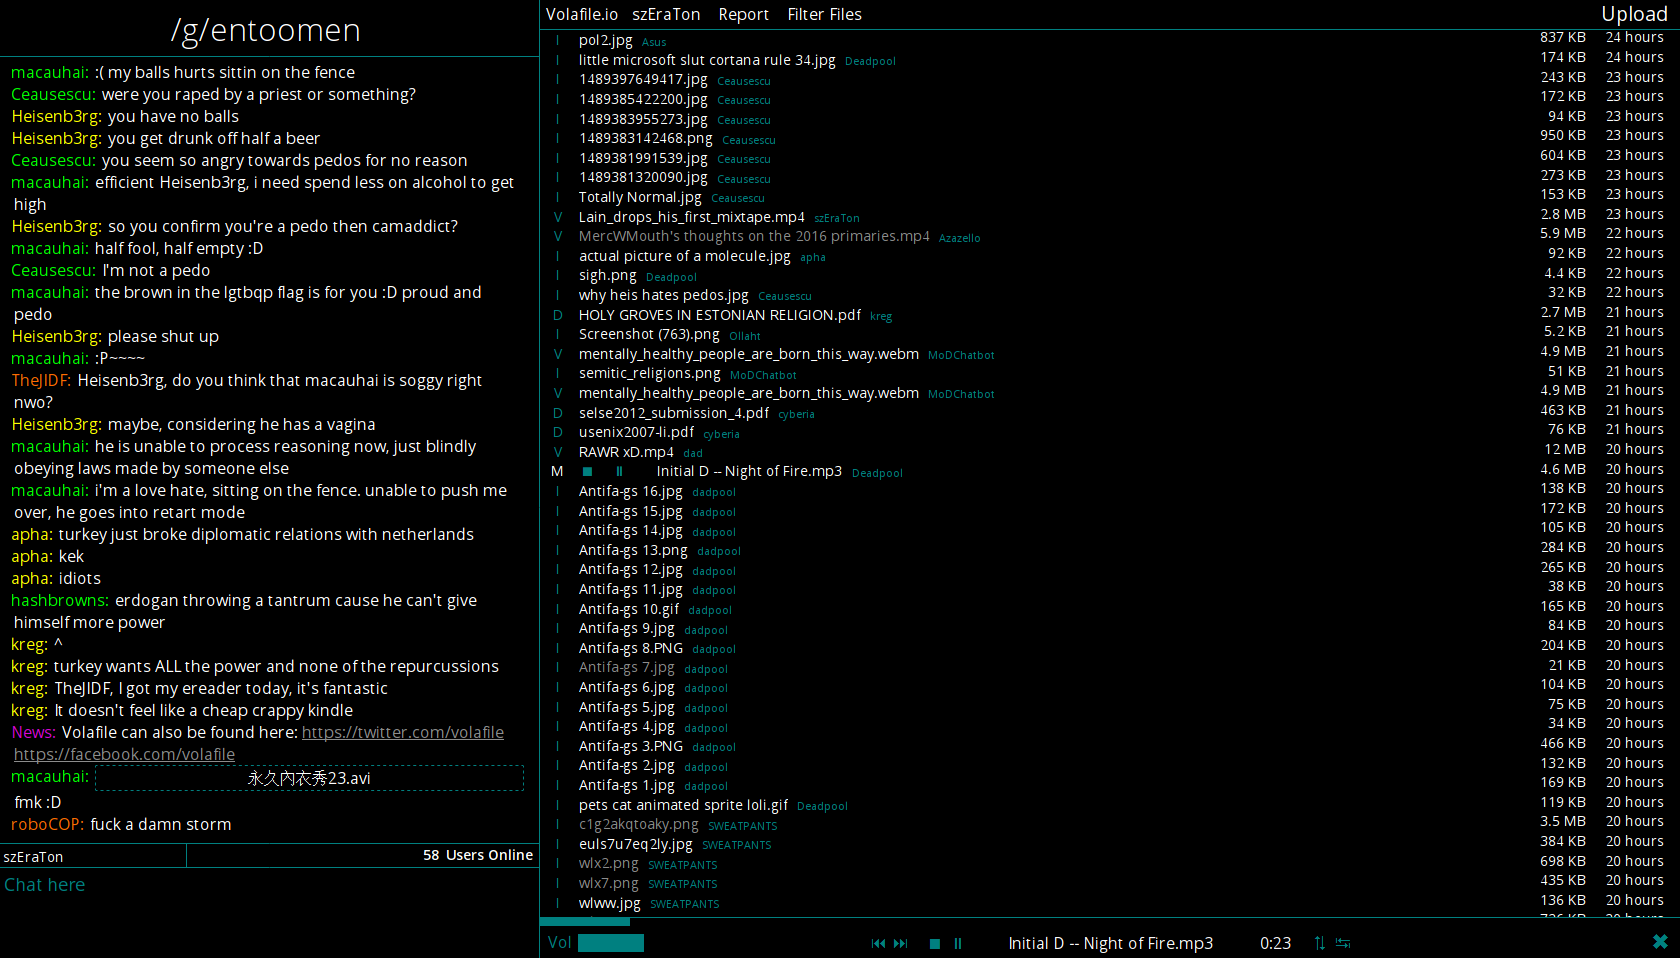 /g/entoomen
macauhai: :( my balls hurts sittin on the fence
Ceausescu: were you raped by a priest or something?
Heisenb3rg: you have no balls
Heisenb3rg: you get drunk off half a beer
Ceausescu: you seem so angry towards pedos for no reason
macauhai: efficient Heisenb3rg, i need spend less on alcohol to get
high
Heisenb3rg: so you confirm you're a pedo then camaddict?
macauhai: half fool, half empty :D
Ceausescu: I'm not a pedo
macauhai: the brown in the lgtbqp flag is for you :D proud and
pedo
Heisenb3rg: please shut up
macauhai: :P~~~~
TheJIDF: Heisenb3rg, do you think that macauhai is soggy right
nwo?
Heisenb3rg: maybe, considering he has a vagina
macauhai: he is unable to process reasoning now, just blindly
obeying laws made by someone else
macauhai: i'm a love hate, sitting on the fence. unable to push me
over, he goes into retart mode
apha: turkey just broke diplomatic relations with netherlands
apha: kek
apha: idiots
hashbrowns: erdogan throwing a tantrum cause he can't give
himself more power
kreg: ^
kreg: turkey wants ALL the power and none of the repurcussions
kreg: TheJIDF, I got my ereader today, it's fantastic
kreg: It doesn't feel like a cheap crappy kindle
News: Volafile can also be found here: https://twitter.com/volafile
https://facebook.com/volafile
macauhai: 永久內衣秀23.avi
fmk :D
roboCOP: fuck a damn storm
szEraTon 58 Users Online
Chat here
Volafile.io szEraTon Report Filter Files Upload
I pol2.jpg Asus 837 KB 24 hours
I little microsoft slut cortana rule 34.jpg Deadpool 174 KB 24 hours
I 1489397649417.jpg Ceausescu 243 KB 23 hours
I 1489385422200.jpg Ceausescu 172 KB 23 hours
I 1489383955273.jpg Ceausescu 94 KB 23 hours
I 1489383142468.png Ceausescu 950 KB 23 hours
I 1489381991539.jpg Ceausescu 604 KB 23 hours
I 1489381320090.jpg Ceausescu 273 KB 23 hours
I Totally Normal.jpg Ceausescu 153 KB 23 hours
V Lain_drops_his_first_mixtape.mp4 szEraTon 2.8 MB 23 hours
V MercWMouth's thoughts on the 2016 primaries.mp4 Azazello 5.9 MB 22 hours
I actual picture of a molecule.jpg apha 92 KB 22 hours
I sigh.png Deadpool 4.4 KB 22 hours
I why heis hates pedos.jpg Ceausescu 32 KB 22 hours
D HOLY GROVES IN ESTONIAN RELIGION.pdf kreg 2.7 MB 21 hours
I Screenshot (763).png Ollaht 5.2 KB 21 hours
V mentally_healthy_people_are_born_this_way.webm MoDChatbot 4.9 MB 21 hours
I semitic_religions.png MoDChatbot 51 KB 21 hours
V mentally_healthy_people_are_born_this_way.webm MoDChatbot 4.9 MB 21 hours
D selse2012_submission_4.pdf cyberia 463 KB 21 hours
D usenix2007-li.pdf cyberia 76 KB 21 hours
V RAWR xD.mp4 dad 12 MB 20 hours
M Initial D -- Night of Fire.mp3 Deadpool 4.6 MB 20 hours
I Antifa-gs 16.jpg dadpool 138 KB 20 hours
I Antifa-gs 15.jpg dadpool 172 KB 20 hours
I Antifa-gs 14.jpg dadpool 105 KB 20 hours
I Antifa-gs 13.png dadpool 284 KB 20 hours
I Antifa-gs 12.jpg dadpool 265 KB 20 hours
I Antifa-gs 11.jpg dadpool 38 KB 20 hours
I Antifa-gs 10.gif dadpool 165 KB 20 hours
I Antifa-gs 9.jpg dadpool 84 KB 20 hours
I Antifa-gs 8.PNG dadpool 204 KB 20 hours
I Antifa-gs 7.jpg dadpool 21 KB 20 hours
I Antifa-gs 6.jpg dadpool 104 KB 20 hours
I Antifa-gs 5.jpg dadpool 75 KB 20 hours
I Antifa-gs 4.jpg dadpool 34 KB 20 hours
I Antifa-gs 3.PNG dadpool 466 KB 20 hours
I Antifa-gs 2.jpg dadpool 132 KB 20 hours
I Antifa-gs 1.jpg dadpool 169 KB 20 hours
I pets cat animated sprite loli.gif Deadpool 119 KB 20 hours
I c1g2akqtoaky.png SWEATPANTS 3.5 MB 20 hours
I euls7u7eq2ly.jpg SWEATPANTS 384 KB 20 hours
I wlx2.png SWEATPANTS 698 KB 20 hours
I wlx7.png SWEATPANTS 435 KB 20 hours
I wlww.jpg SWEATPANTS 136 KB 20 hours
Vol Initial D -- Night of Fire.mp3 0:23